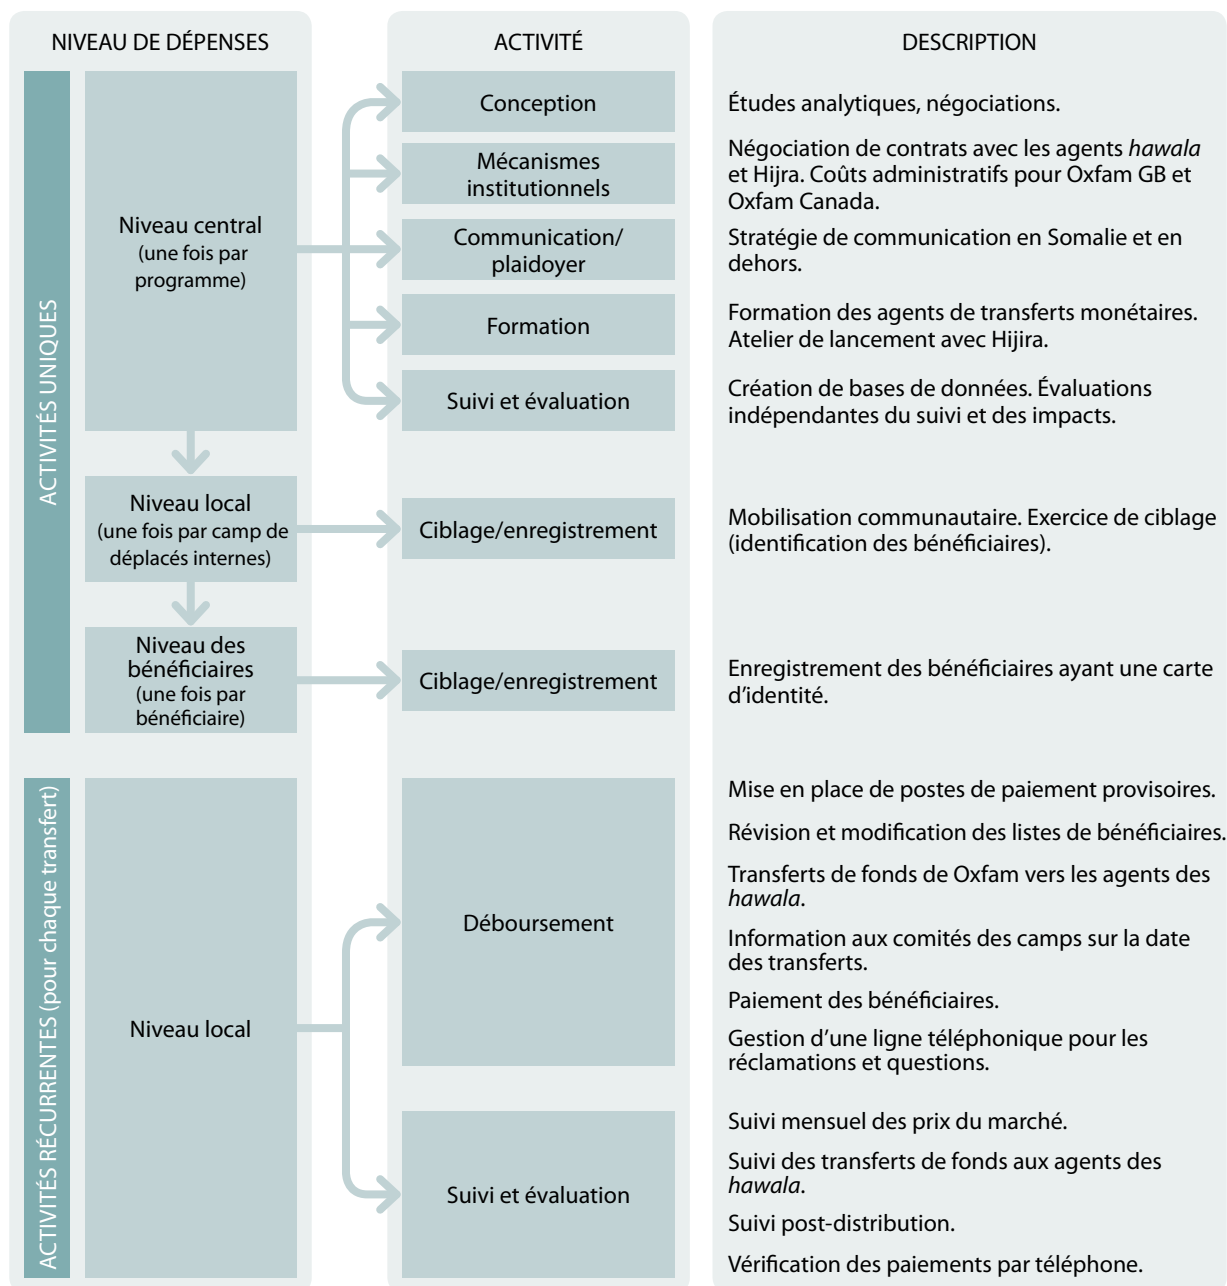 NIVEAU DE DÉPENSES
ACTIVITÉ
DESCRIPTION
ACTIVITÉS UNIQUES
Niveau central
(une fois par
programme)
Conception
Études analytiques, négociations.
Mécanismes
institutionnels
Négociation de contrats avec les agents hawala
et Hijra. Coûts administratifs pour Oxfam GB et
Oxfam Canada.
Communication/
plaidoyer
Stratégie de communication en Somalie et en
dehors.
Formation
Formation des agents de transferts monétaires.
Atelier de lancement avec Hijira.
Suivi et évaluation
Création de bases de données. Évaluations
indépendantes du suivi et des impacts.
Niveau local
(une fois par camp de
déplacés internes)
Ciblage/enregistrement
Mobilisation communautaire. Exercice de ciblage
(identification des bénéficiaires).
Niveau des
bénéficiaires
(une fois par
bénéficiaire)
Ciblage/enregistrement
Enregistrement des bénéficiaires ayant une carte
d'identité.
ACTIVITÉS RÉCURRENTES (pour chaque transfert)
Niveau local
Déboursement
Mise en place de postes de paiement provisoires.
Révision et modification des listes de bénéficiaires.
Transferts de fonds de Oxfam vers les agents des
hawala.
Information aux comités des camps sur la date
des transferts.
Paiement des bénéficiaires.
Gestion d'une ligne téléphonique pour les
réclamations et questions.
Suivi et évaluation
Suivi mensuel des prix du marché.
Suivi des transferts de fonds aux agents des
hawala.
Suivi post-distribution.
Vérification des paiements par téléphone.